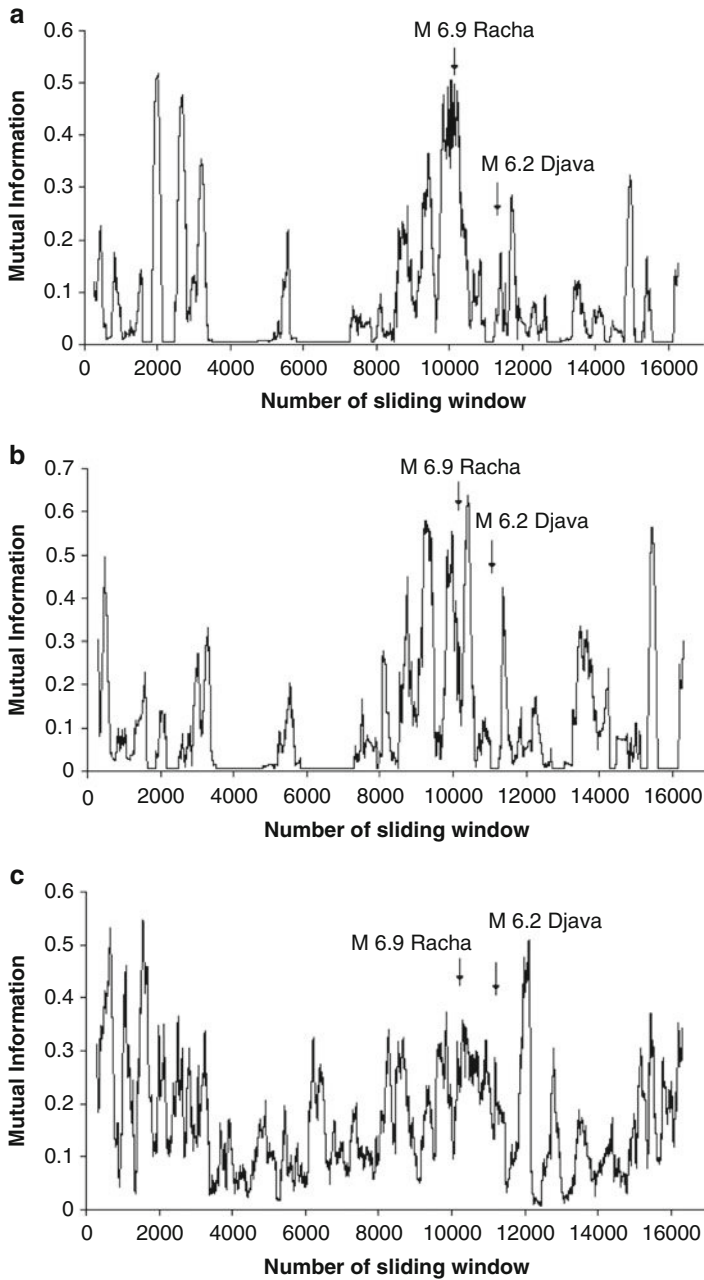 a
0.6
M 6.9 Racha
0.5
0.4
M 6.2 Djava
0.3
0.2
0.1
0
Mutual Information
0 2000 4000 6000 8000 10000 12000 14000 16000
Number of sliding window
b
0.7
M 6.9 Racha
0.6
M 6.2 Djava
0.5
0.4
0.3
0.2
0.1
0
Mutual Information
0 2000 4000 6000 8000 10000 12000 14000 16000
Number of sliding window
c
0.6
M 6.2 Djava
M 6.9 Racha
0.5
0.4
0.3
0.2
0.1
0
Mutual Information
0 2000 4000 6000 8000 10000 12000 14000 16000
Number of sliding window